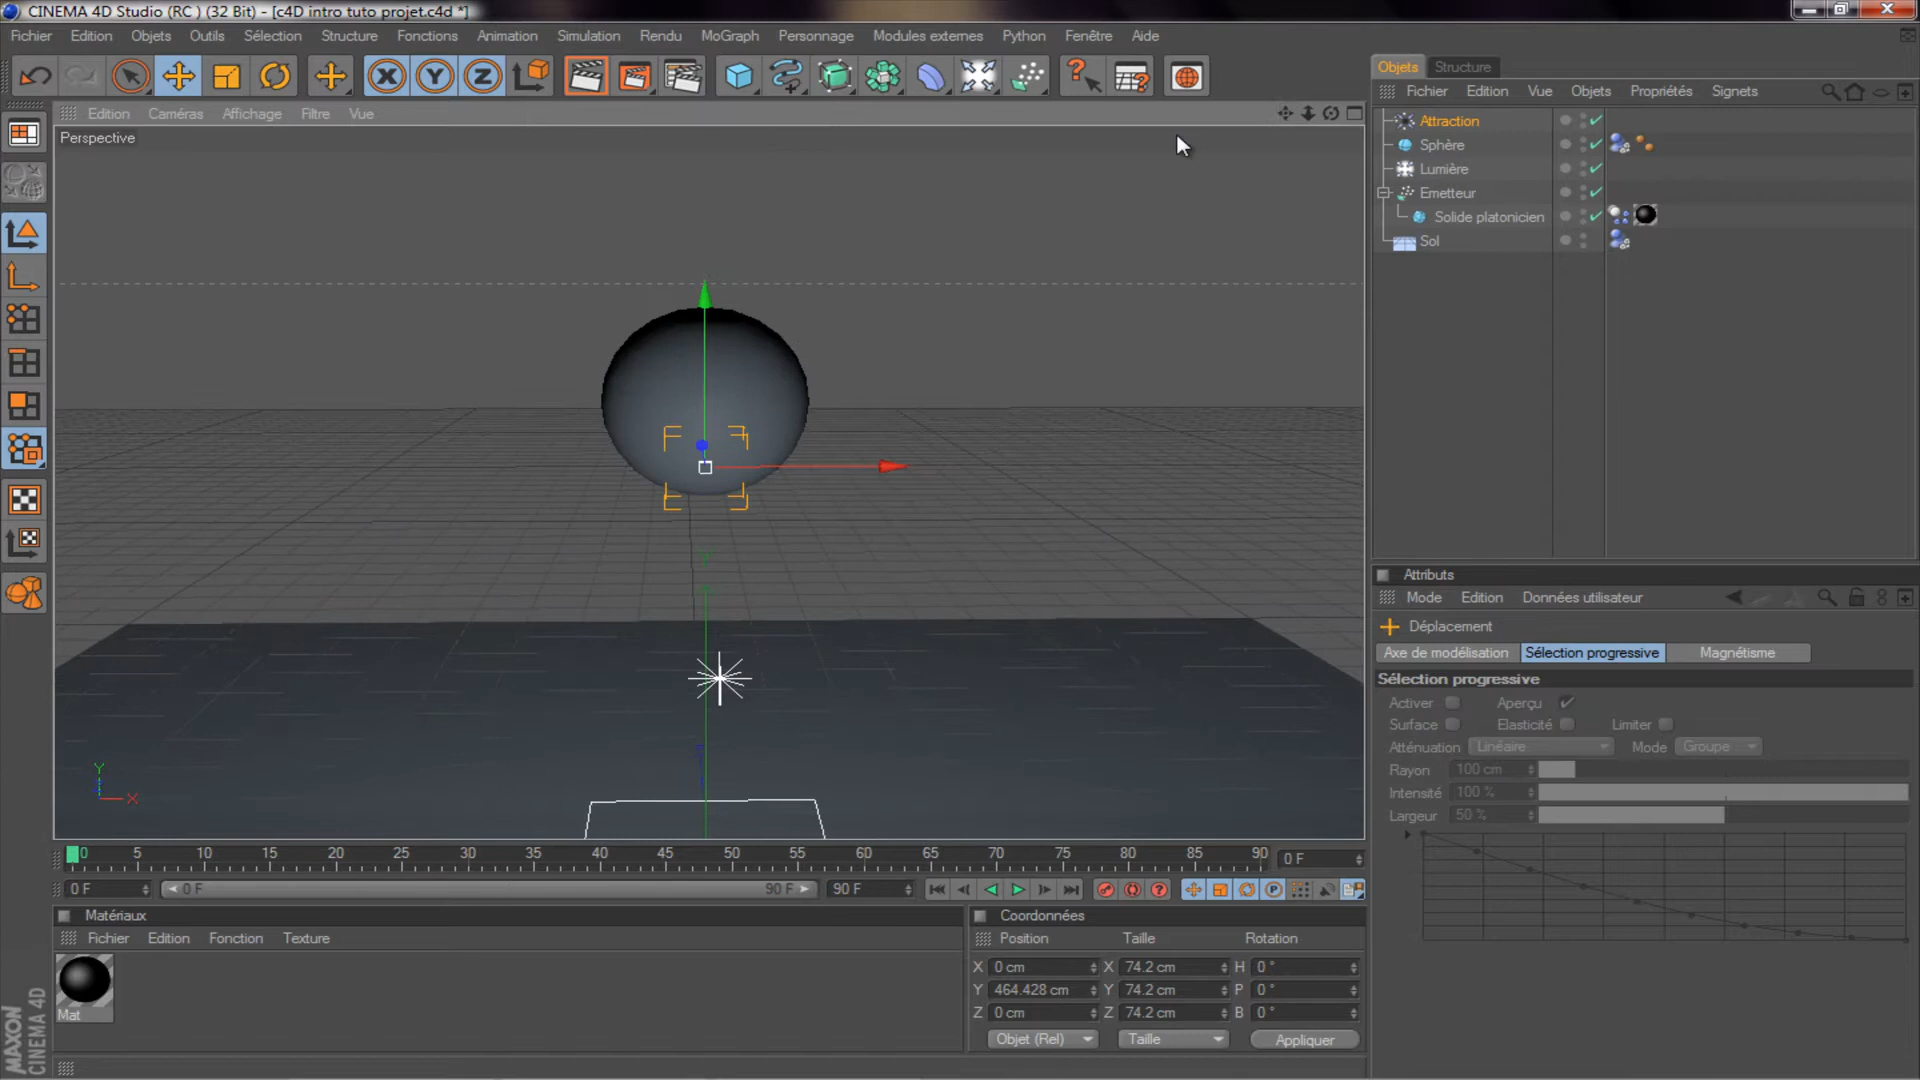 CINEMA 4D Studio (RC ) (32 Bit) - [c4D intro tuto projet.c4d *]
Fichier Edition Objets Outils Sélection Structure Fonctions Animation Simulation Rendu MoGraph Personnage Modules externes Python Fenêtre Aide
X Y Z
Objets Structure
Fichier Edition Vue Objets Propriétés Signets
Edition Caméras Affichage Filtre Vue
Perspective
Attraction
Sphère
Lumière
Emetteur
Solide platonicien
Sol
Attributs
Mode Edition Données utilisateur
Déplacement
Axe de modélisation Sélection progressive Magnétisme
Sélection progressive
Activer Aperçu
Surface Elasticité Limiter
Atténuation Linéaire Mode Groupe
Rayon 100 cm
Intensité 100 %
Largeur 50 %
Y
Y
X
0 5 10 15 20 25 30 35 40 45 50 55 60 65 70 75 80 85 90 0 F
0 F 0 F 90 F 90 F
P
Matériaux
Fichier Edition Fonction Texture
Mat
MAXON
CINEMA 4D
Coordonnées
Position Taille Rotation
X 0 cm X 74.2 cm H 0 °
Y 464.428 cm Y 74.2 cm P 0 °
Z 0 cm Z 74.2 cm B 0 °
Objet (Rel) Taille Appliquer